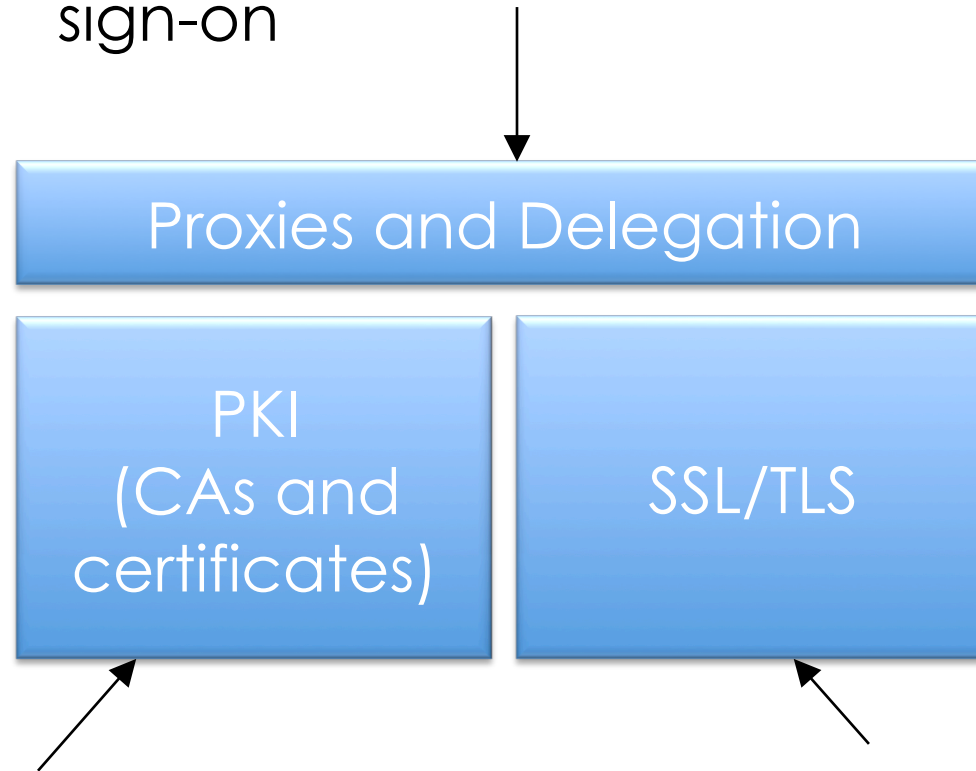 sign-on
Proxies and Delegation
PKI
(CAs and
certificates)
SSL/TLS